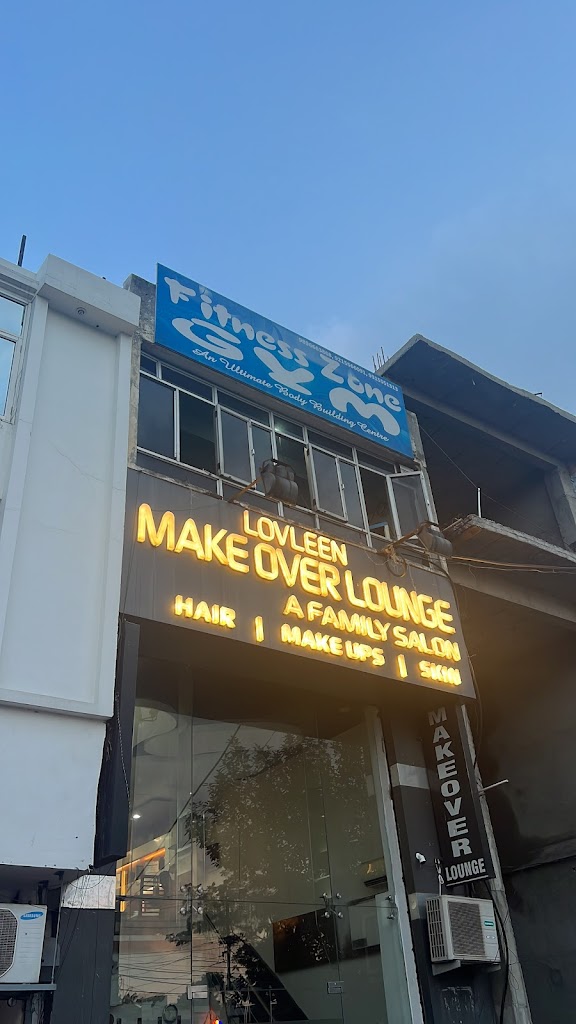 Fitness Zone
GYM
An Ultimate Body Building Centre
LOVLEEN
MAKE OVER LOUNGE
A FAMILY SALON
HAIR | MAKE UPS | SKIN
MAKEOVER
LOUNGE
SAMSUNG